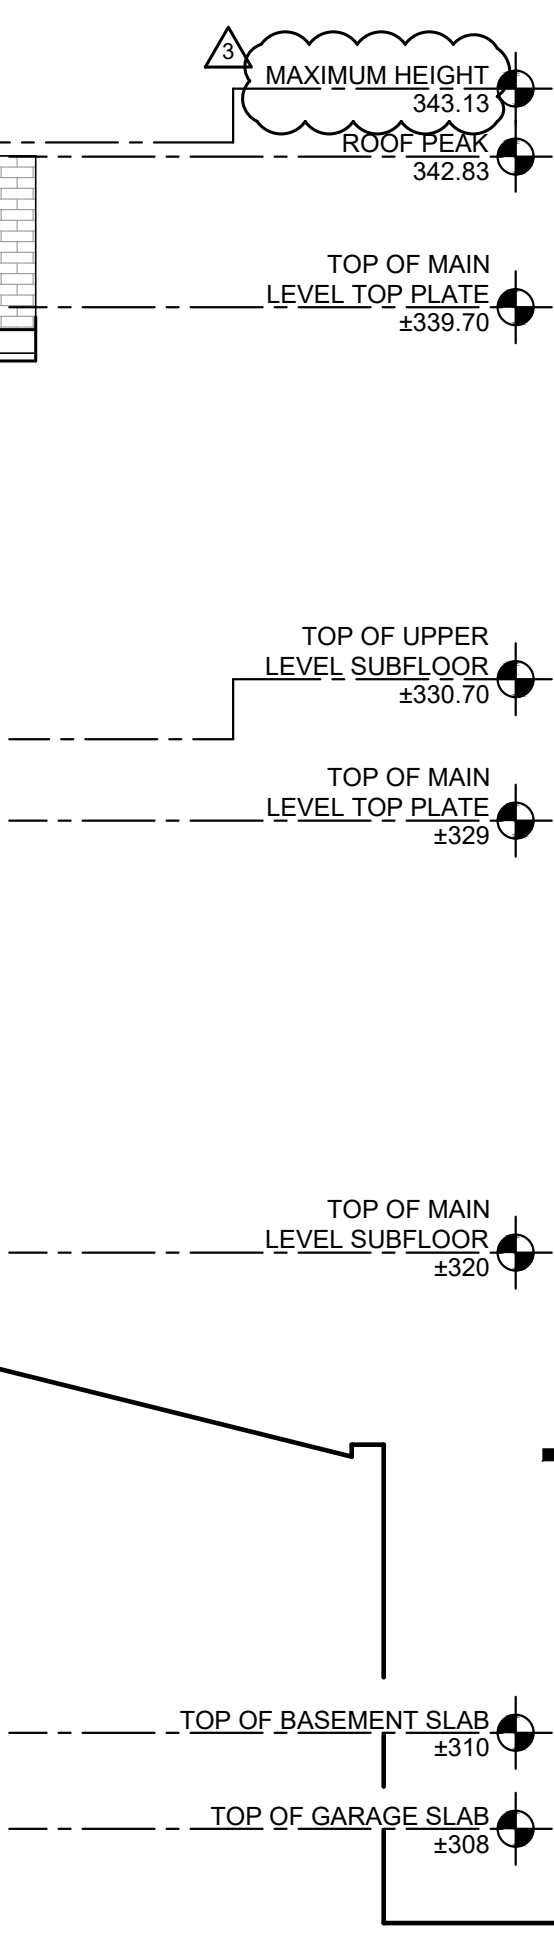 3
MAXIMUM HEIGHT
343.13
ROOF PEAK
342.83
TOP OF MAIN
LEVEL TOP PLATE
±339.70
TOP OF UPPER
LEVEL SUBFLOOR
±330.70
TOP OF MAIN
LEVEL TOP PLATE
±329
TOP OF MAIN
LEVEL SUBFLOOR
±320
TOP OF BASEMENT SLAB
±310
TOP OF GARAGE SLAB
±308